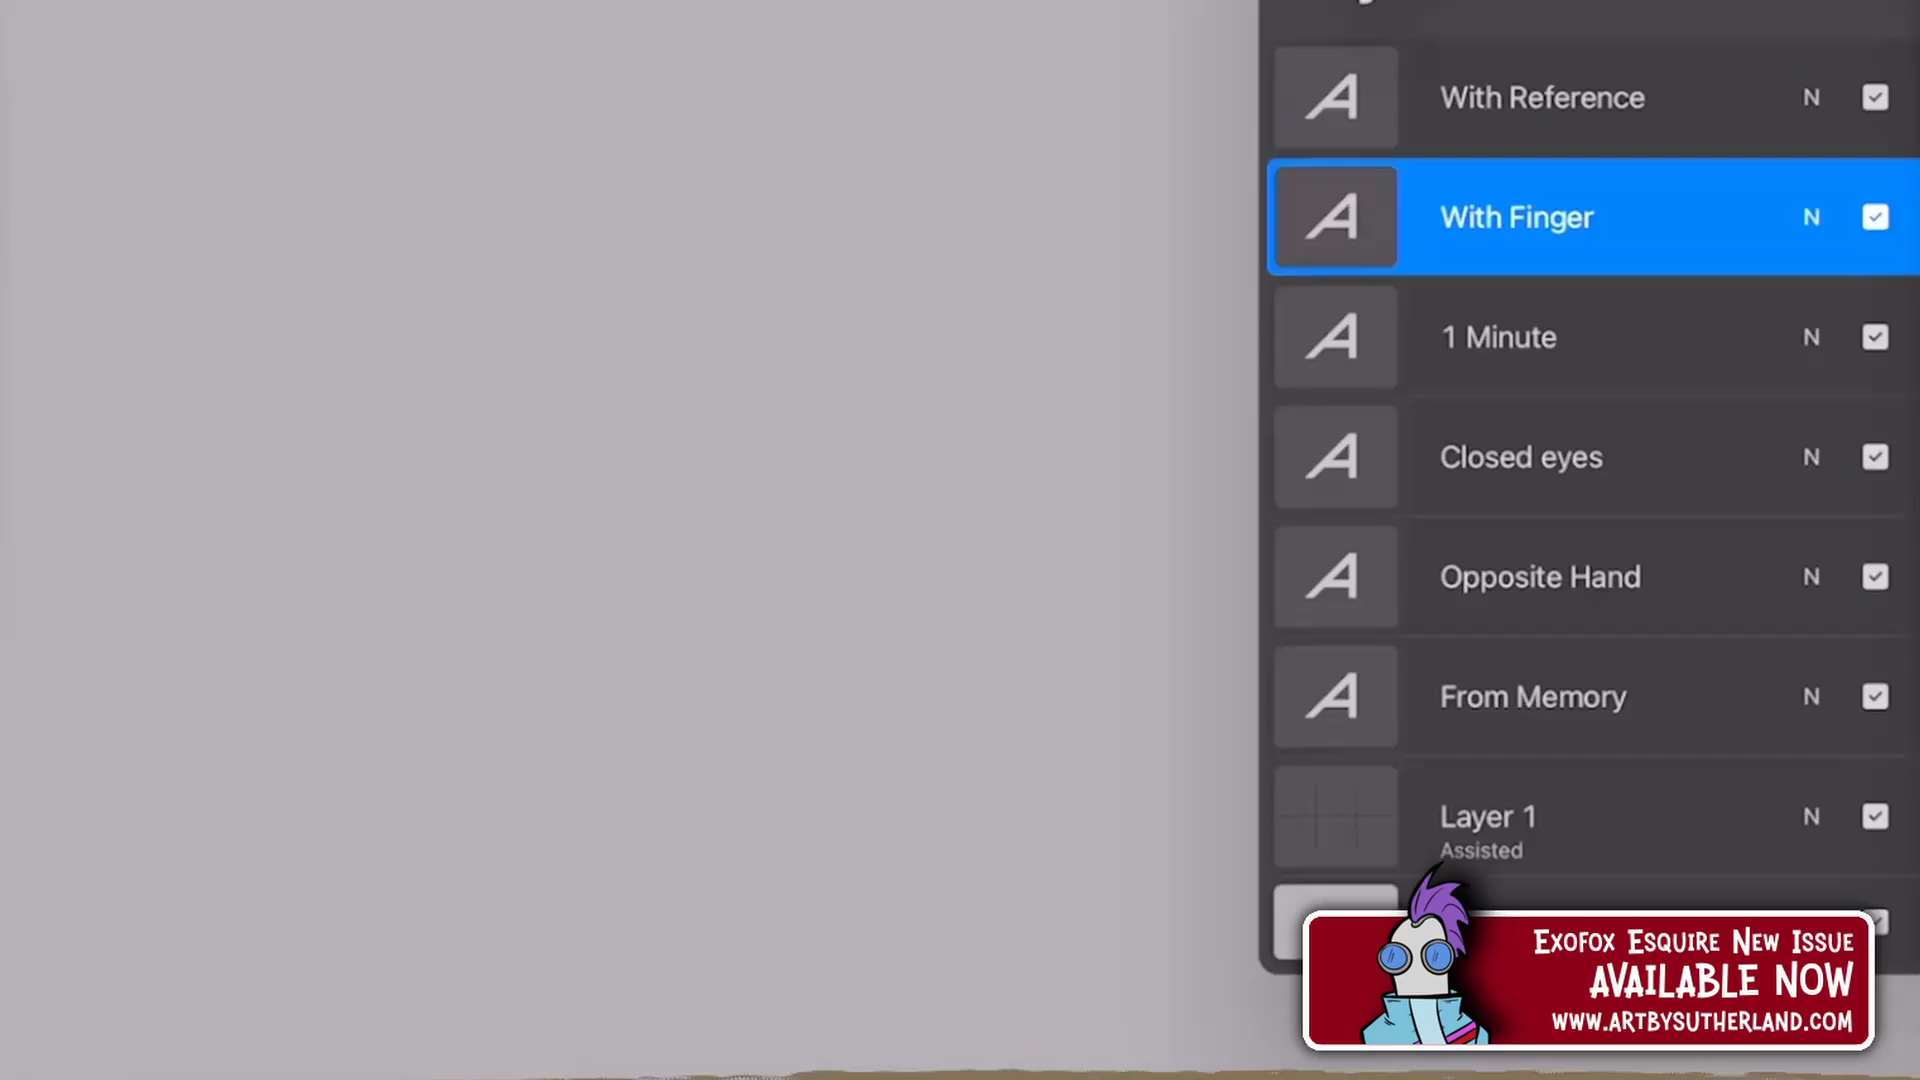 With Reference N
With Finger N
1 Minute N
Closed eyes N
Opposite Hand N
From Memory N
Layer 1 N
Assisted
EXOFOX ESQUIRE NEW ISSUE
AVAILABLE NOW
WWW.ARTBYSUTHERLAND.COM